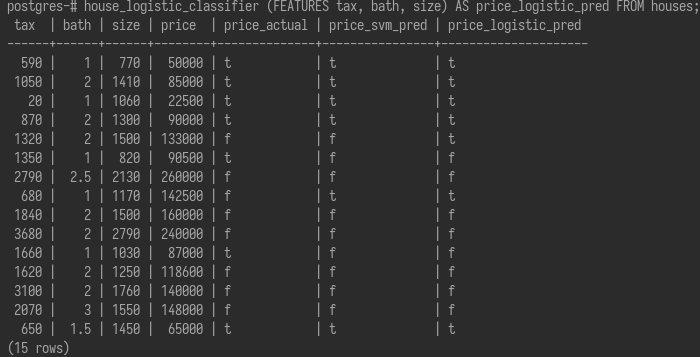 postgres-# house_logistic_classifier (FEATURES tax, bath, size) AS price_logistic_pred FROM houses;
 tax  | bath | size | price  | price_actual | price_svm_pred | price_logistic_pred
------+------+------+--------+--------------+----------------+---------------------
  590 |    1 |  770 |  50000 | t            | t              | t
 1050 |    2 | 1410 |  85000 | t            | t              | t
   20 |    1 | 1060 |  22500 | t            | t              | t
  870 |    2 | 1300 |  90000 | t            | t              | t
 1320 |    2 | 1500 | 133000 | f            | f              | t
 1350 |    1 |  820 |  90500 | t            | f              | f
 2790 |  2.5 | 2130 | 260000 | f            | f              | f
  680 |    1 | 1170 | 142500 | f            | t              | t
 1840 |    2 | 1500 | 160000 | f            | f              | f
 3680 |    2 | 2790 | 240000 | f            | f              | f
 1660 |    1 | 1030 |  87000 | t            | f              | f
 1620 |    2 | 1250 | 118600 | f            | f              | f
 3100 |    2 | 1760 | 140000 | f            | f              | f
 2070 |    3 | 1550 | 148000 | f            | f              | f
  650 |  1.5 | 1450 |  65000 | t            | t              | t
(15 rows)